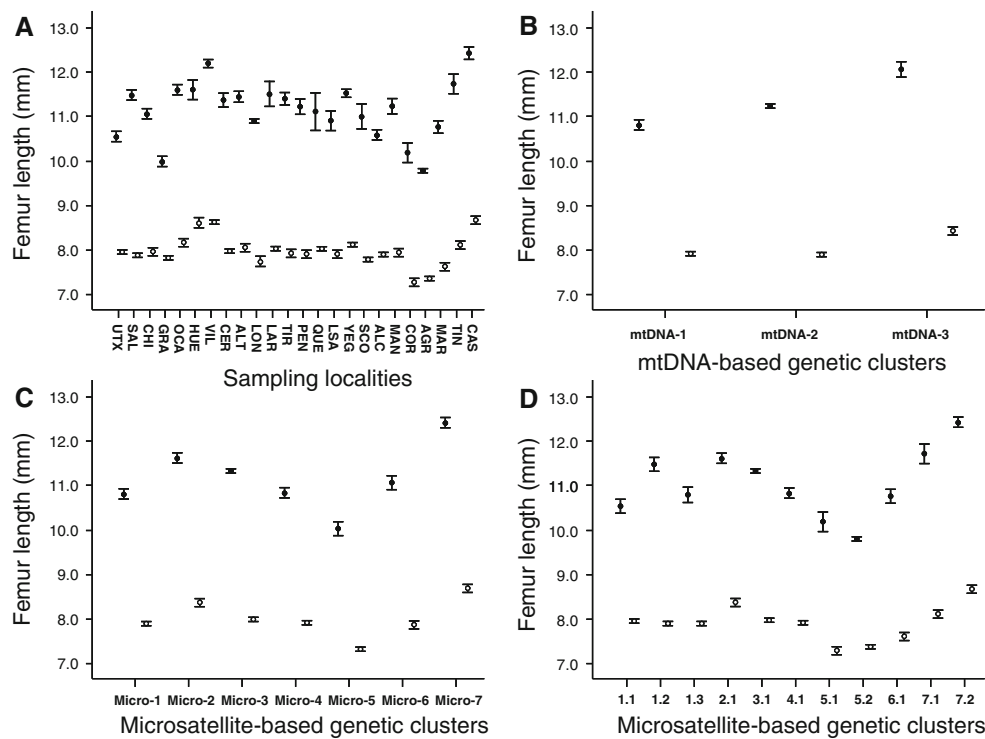 A
Femur length (mm)
13.0
12.0
11.0
10.0
9.0
8.0
7.0
UTX SAL CHI GRA OCA HUE VIL CER ALT LON LAR TIR PEN QUE LSA YEG SCO ALC MAN COR AGR MAR TIN CAS
Sampling localities
B
Femur length (mm)
13.0
12.0
11.0
10.0
9.0
8.0
7.0
mtDNA-1 mtDNA-2 mtDNA-3
mtDNA-based genetic clusters
C
Femur length (mm)
13.0
12.0
11.0
10.0
9.0
8.0
7.0
Micro-1 Micro-2 Micro-3 Micro-4 Micro-5 Micro-6 Micro-7
Microsatellite-based genetic clusters
D
Femur length (mm)
13.0
12.0
11.0
10.0
9.0
8.0
7.0
1.1 1.2 1.3 2.1 3.1 4.1 5.1 5.2 6.1 7.1 7.2
Microsatellite-based genetic clusters